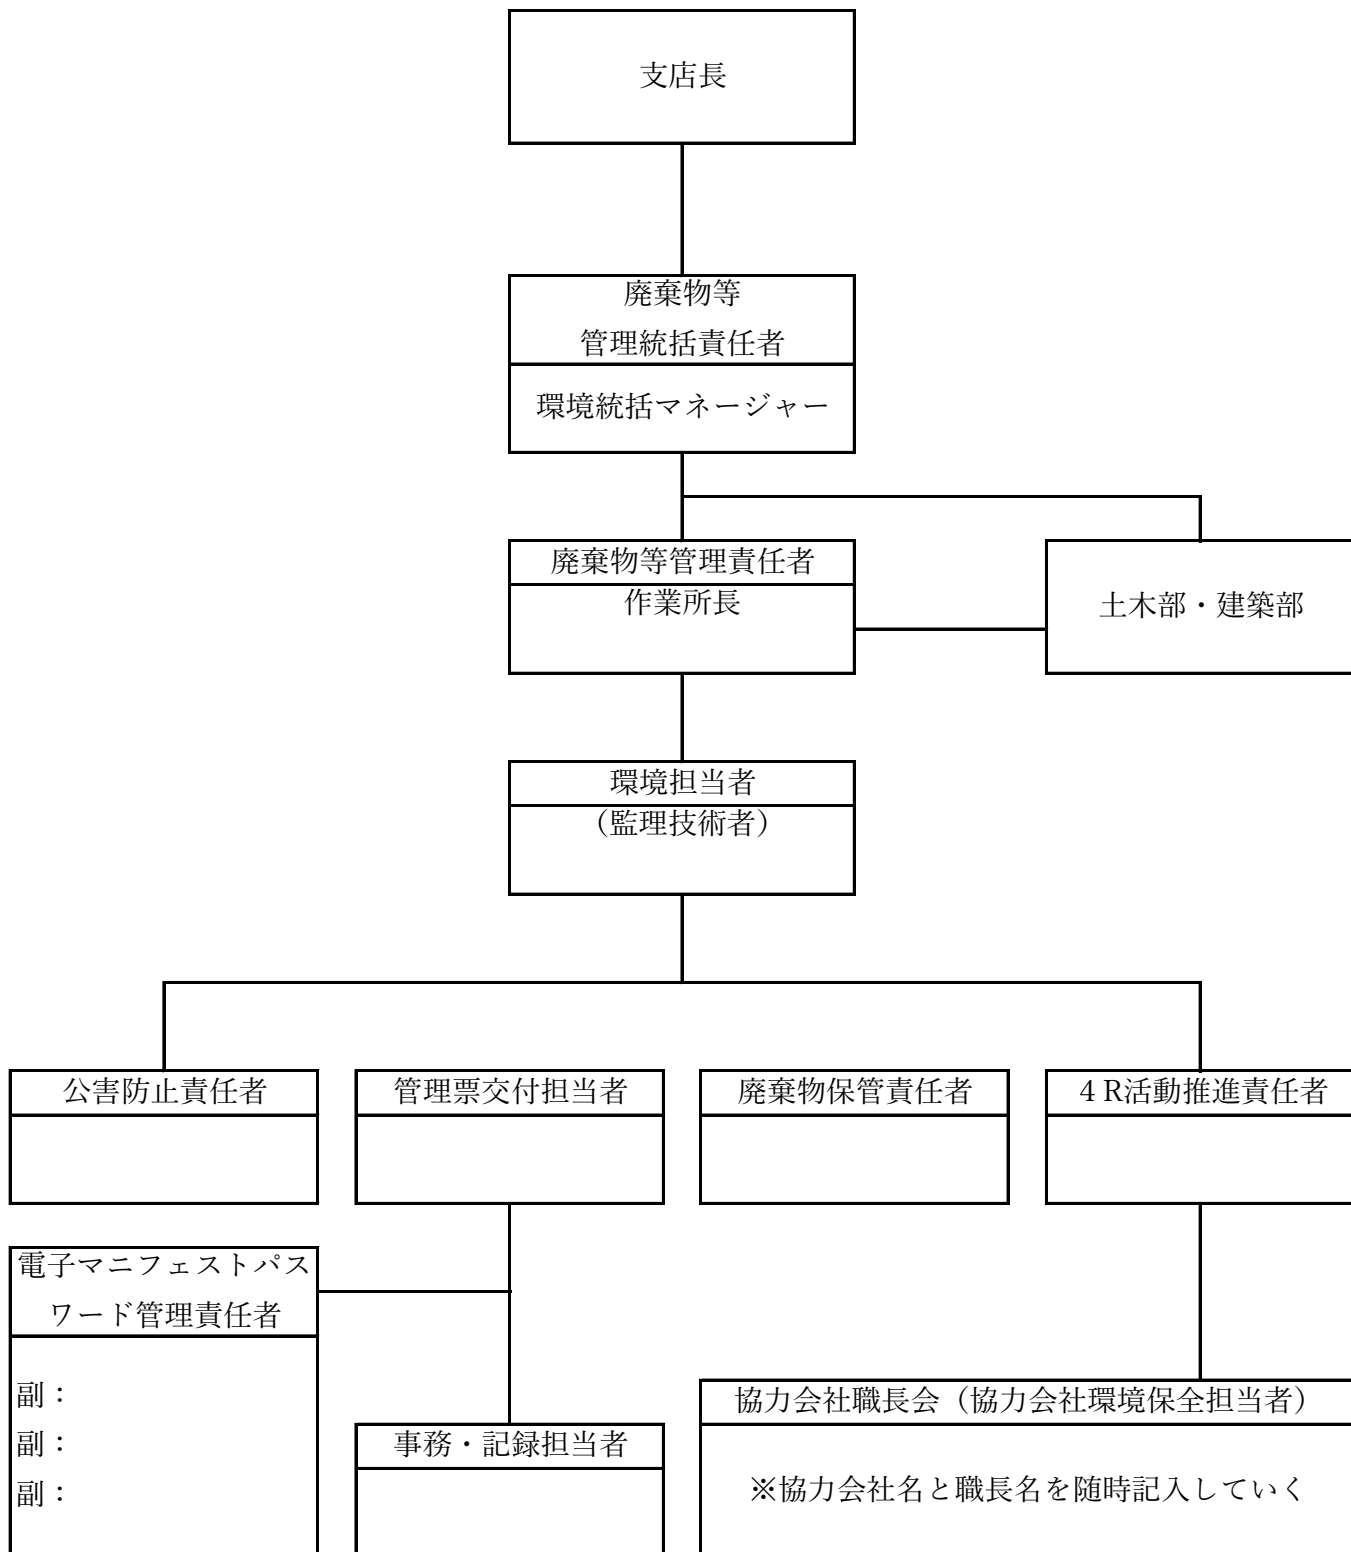 支店長
廃棄物等
管理統括責任者
環境統括マネージャー
廃棄物等管理責任者
作業所長
土木部・建築部
環境担当者
（監理技術者）
公害防止責任者
管理票交付担当者
廃棄物保管責任者
４R活動推進責任者
電子マニフェストパス
ワード管理責任者
副：
副：
副：
事務・記録担当者
協力会社職長会（協力会社環境保全担当者）
※協力会社名と職長名を随時記入していく